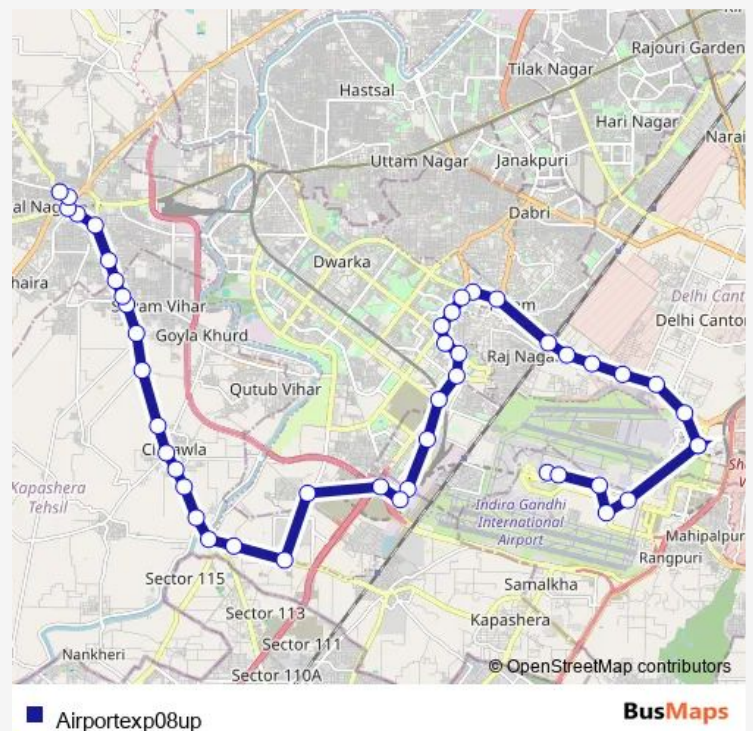 Rajouri Garden
Tilak Nagar
Hastsal
Hari Nagar
Uttam Nagar
Janakpuri
Dabri
Dwarka
Goyla Khurd
Raj Naga
Delhi Cant
Delhi Canto
Qutub Vihar
Kapashera
Tehsil
Indira Gandhi
International
Airport
Mahipalpur
Rangpuri
Sector 115
Samalkha
Sector 113
Kapashera
Sector 111
Nankheri
Sector 110A
© OpenStreetMap contributors
Airportexp08up
BusMaps